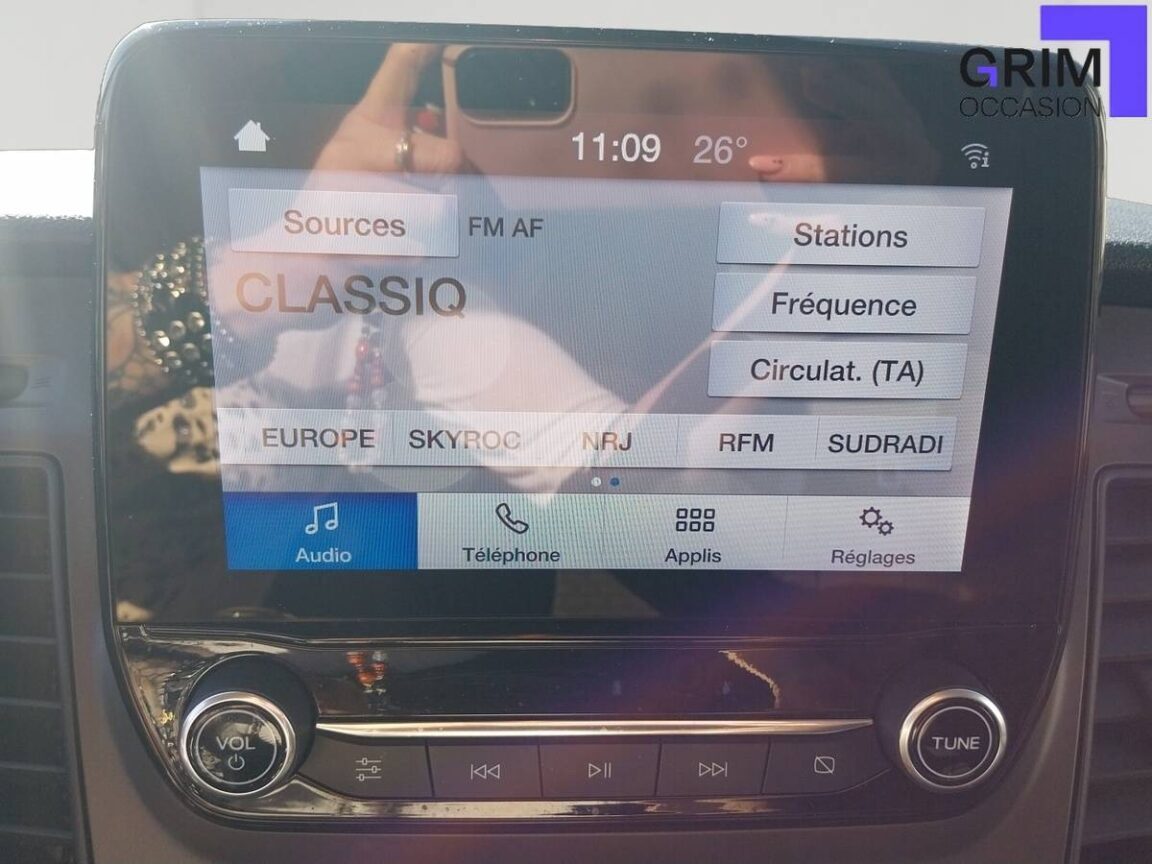 GRIM
OCCASION
11:09 26°
Sources FM AF
Stations
CLASSIQ
Fréquence
Circulat. (TA)
EUROPE SKYROC NRJ RFM SUDRADI
Audio Téléphone Applis Réglages
VOL
TUNE